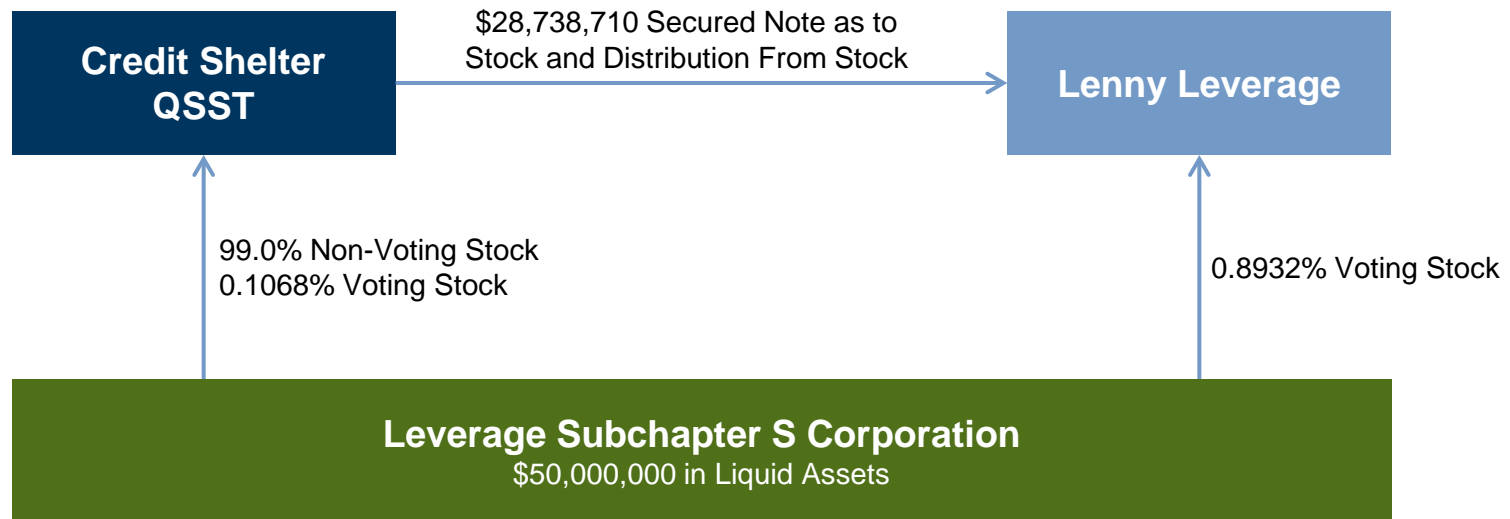 $28,738,710 Secured Note as to
Stock and Distribution From Stock
Credit Shelter
QSST
Lenny Leverage
99.0% Non-Voting Stock
0.1068% Voting Stock
0.8932% Voting Stock
Leverage Subchapter S Corporation
$50,000,000 in Liquid Assets